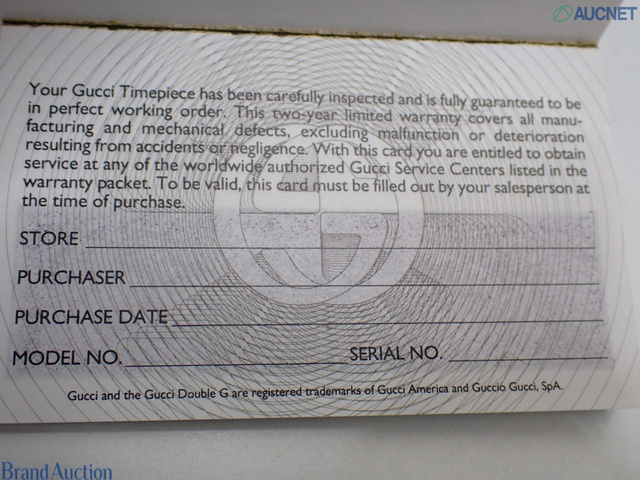 AUCNET
Your Gucci Timepiece has been carefully inspected and is fully guaranteed to be
in perfect working order. This two-year limited warranty covers all manu-
facturing and mechanical defects, excluding malfunction or deterioration
resulting from accidents or negligence. With this card you are entitled to obtain
service at any of the worldwide authorized Gucci Service Centers listed in the
warranty packet. To be valid, this card must be filled out by your salesperson at
the time of purchase.
STORE
PURCHASER
PURCHASE DATE
MODEL NO. SERIAL NO.
Gucci and the Gucci Double G are registered trademarks of Gucci America and Guccio Gucci, SpA.
Brand Auction